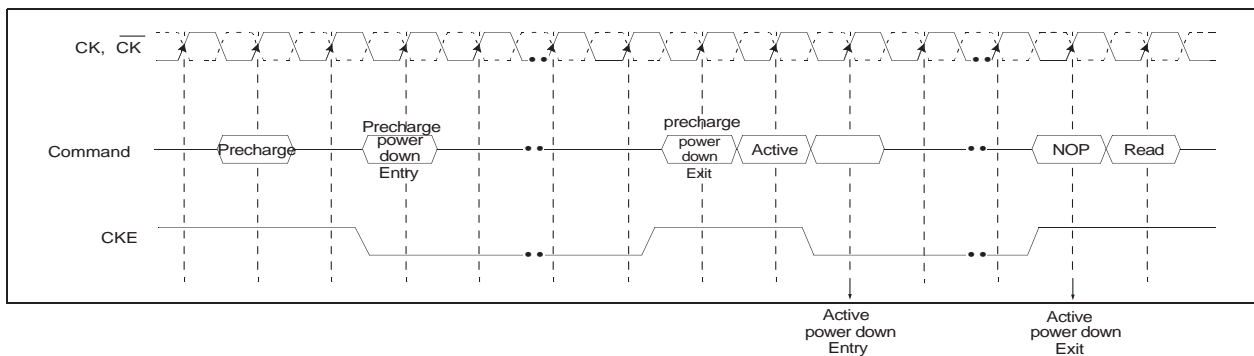 CK, CK
Command
Precharge
Precharge
power
down
Entry
precharge
power
down
Exit
Active
NOP
Read
CKE
Active
power down
Entry
Active
power down
Exit